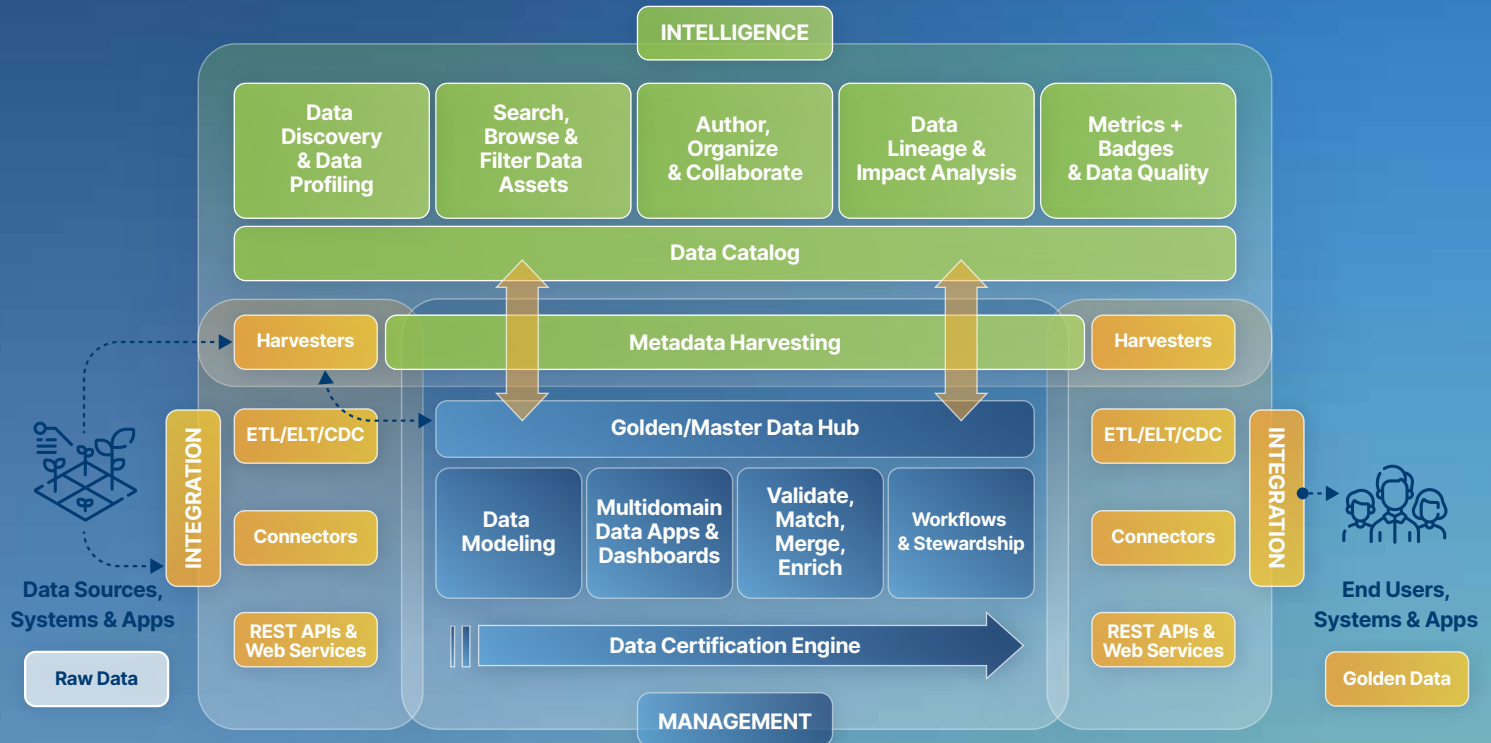 INTELLIGENCE
Data
Discovery
& Data
Profiling
Search,
Browse &
Filter Data
Assets
Author,
Organize
& Collaborate
Data
Lineage &
Impact Analysis
Metrics +
Badges
& Data Quality
Data Catalog
Harvesters
Metadata Harvesting
Harvesters
INTEGRATION
ETL/ELT/CDC
Golden/Master Data Hub
ETL/ELT/CDC
INTEGRATION
Connectors
Data
Modeling
Multidomain
Data Apps &
Dashboards
Validate,
Match,
Merge,
Enrich
Workflows
& Stewardship
Connectors
Data Sources,
Systems & Apps
End Users,
Systems & Apps
REST APIs &
Web Services
Data Certification Engine
REST APIs &
Web Services
Raw Data
Golden Data
MANAGEMENT